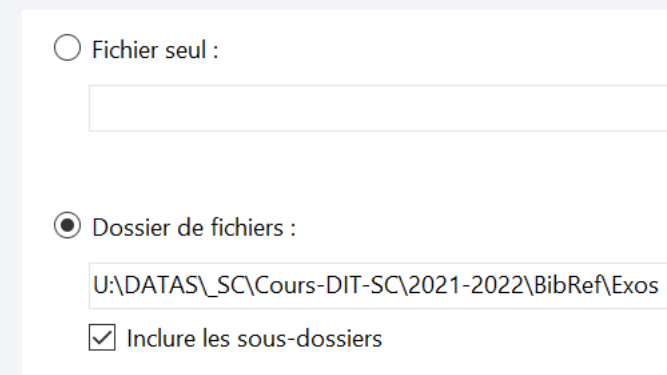 Fichier seul :
Dossier de fichiers :
U:\DATAS\_SC\Cours-DIT-SC\2021-2022\BibRef\Exos
Inclure les sous-dossiers